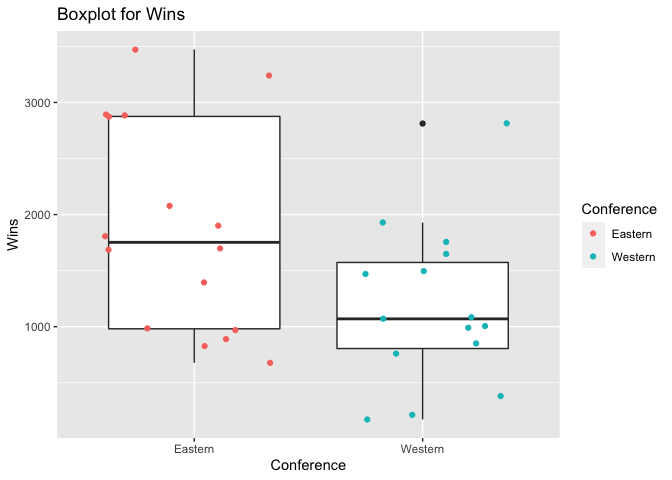 Boxplot for Wins
3000
2000
1000
Wins
Eastern
Western
Conference
Conference
Eastern
Western